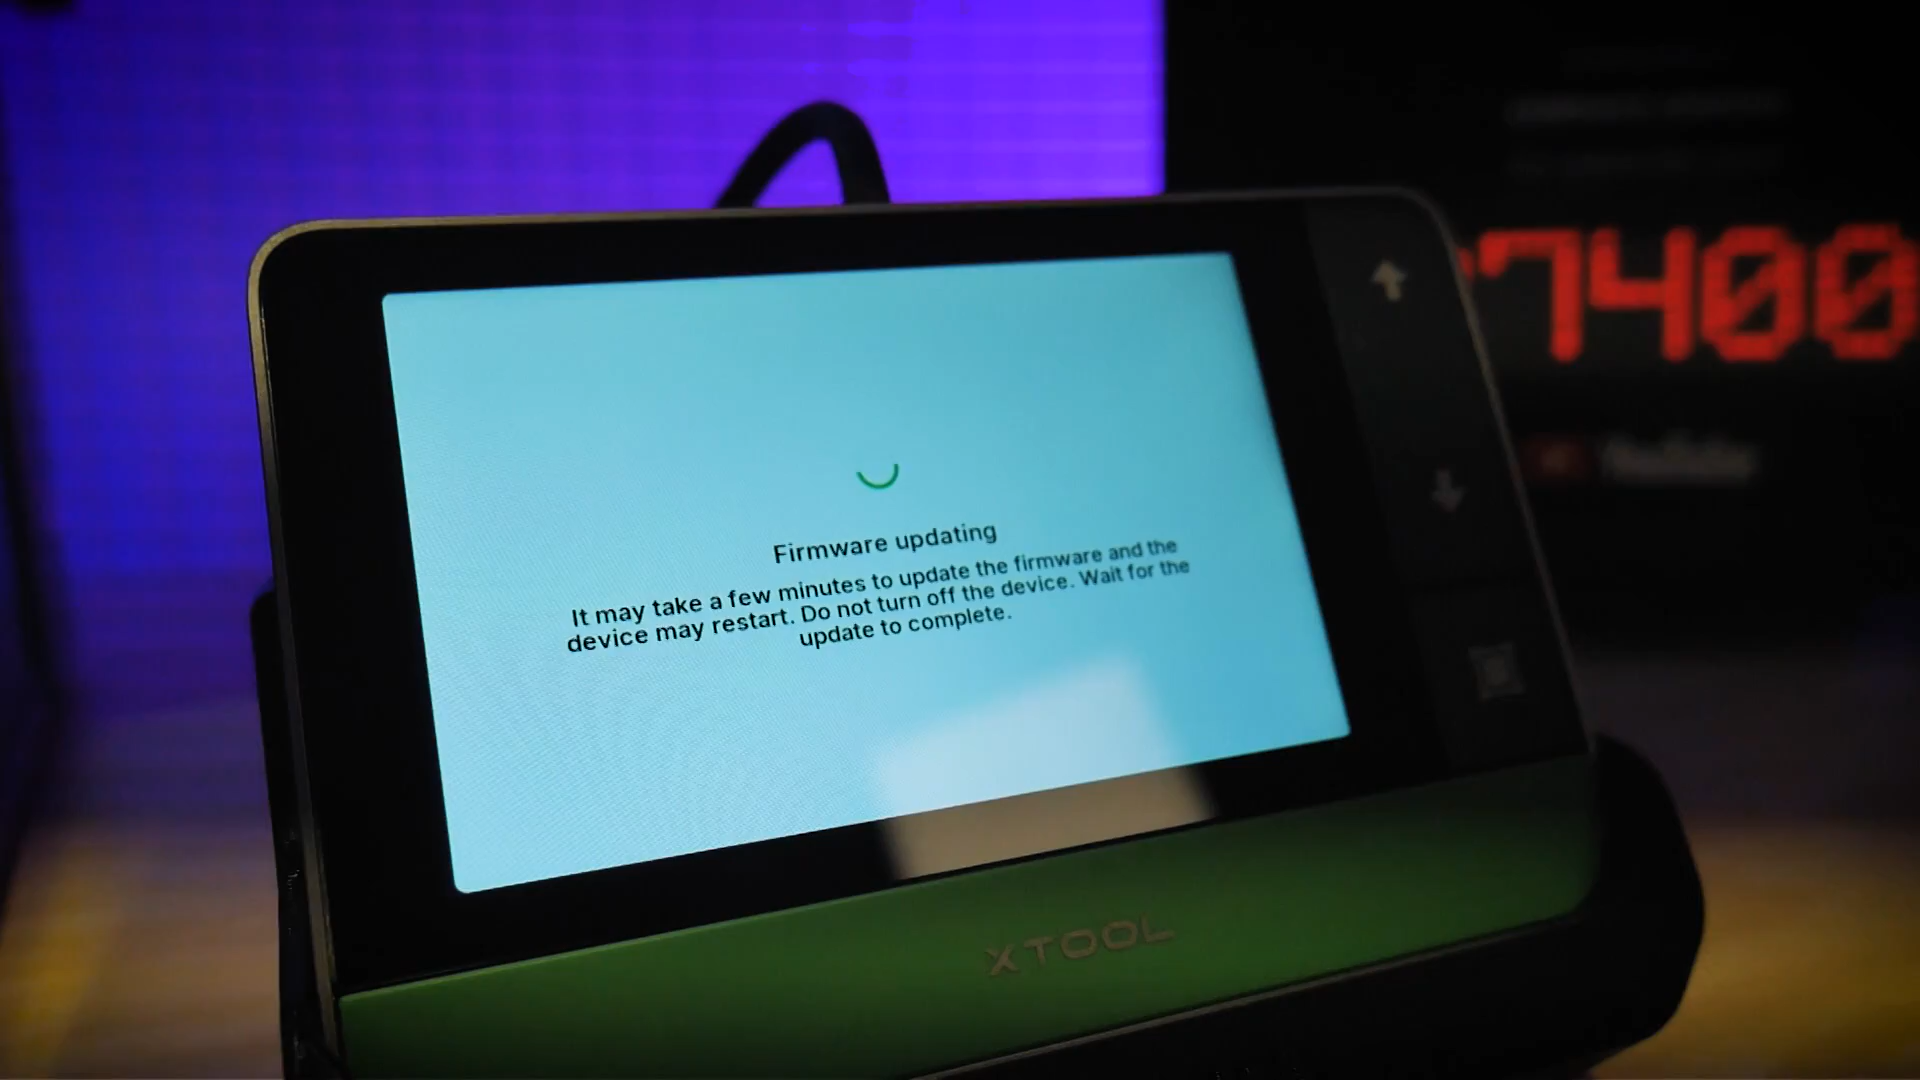 Firmware updating
It may take a few minutes to update the firmware and the
device may restart. Do not turn off the device. Wait for the
update to complete.
XTOOL
7400
YouTube